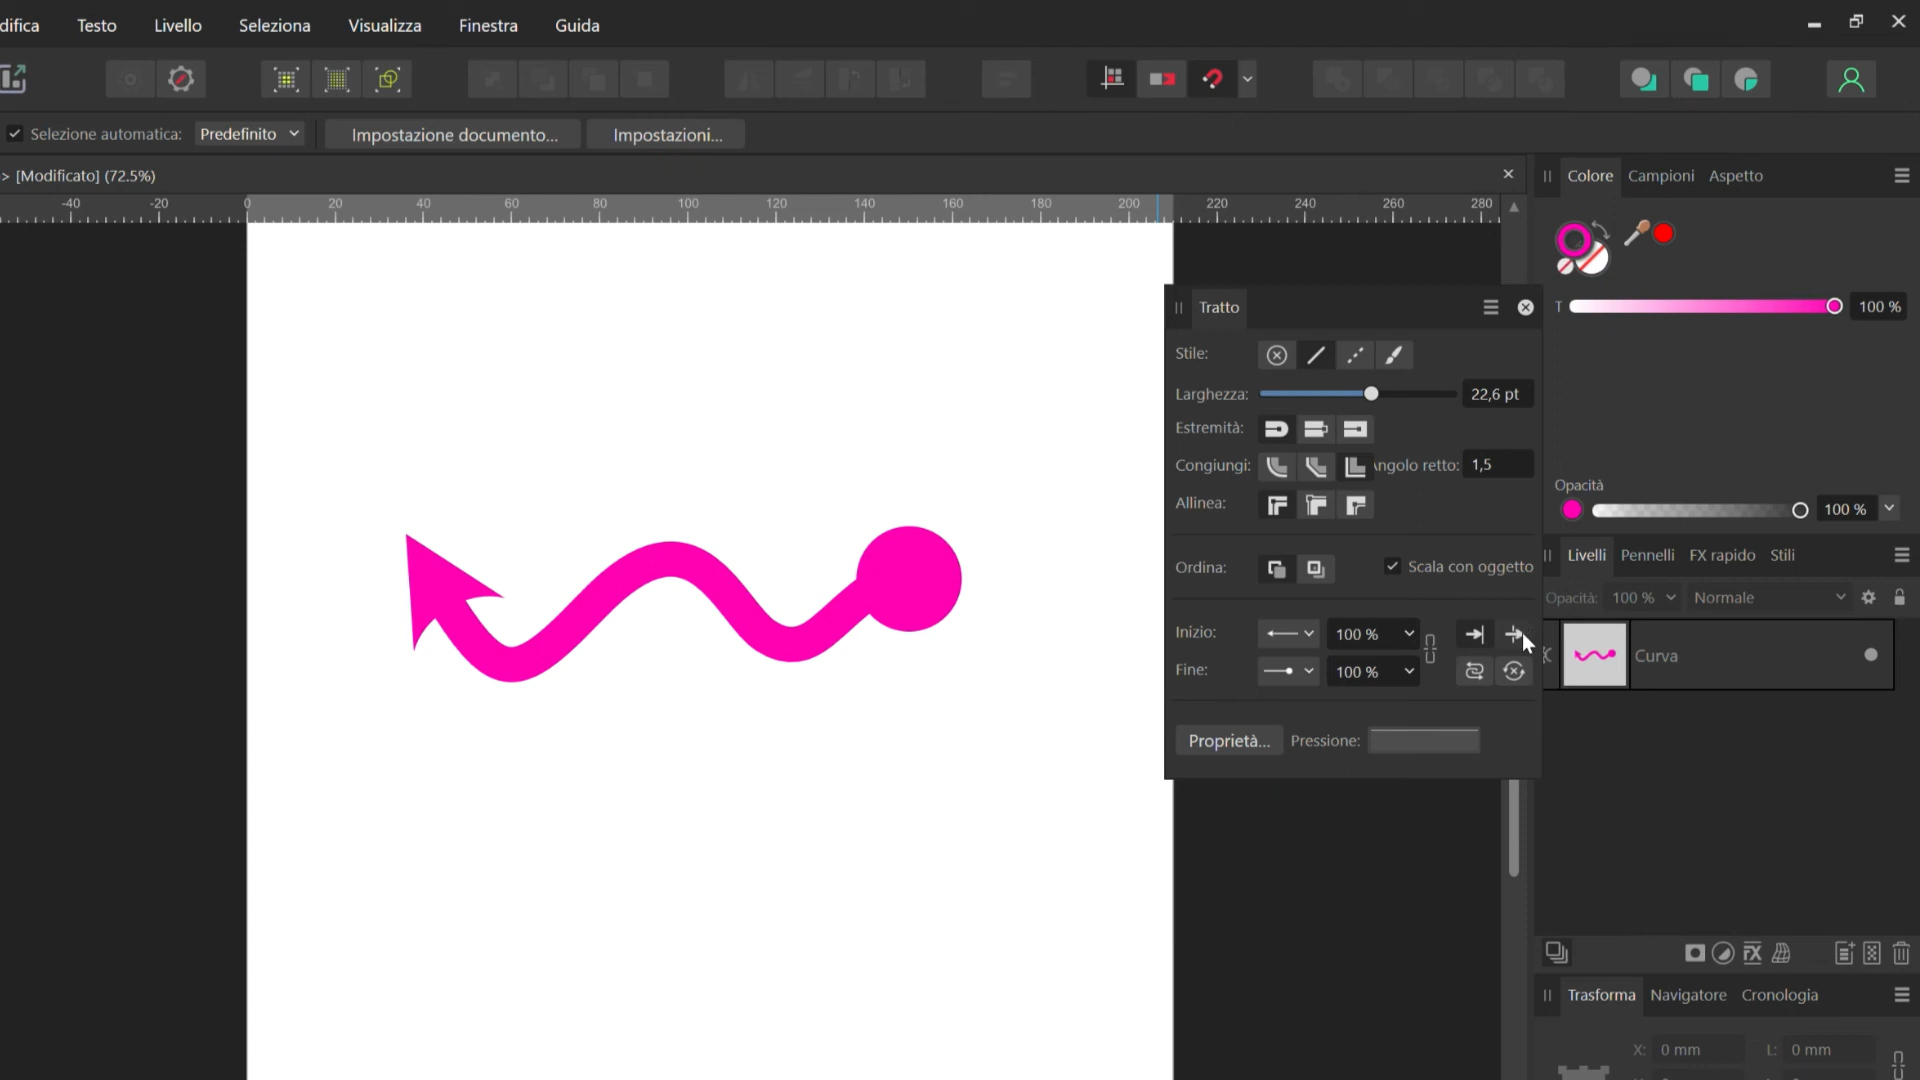 difica Testo Livello Seleziona Visualizza Finestra Guida
Selezione automatica: Predefinito Impostazione documento... Impostazioni...
> [Modificato] (72.5%)
-40 -20 0 20 40 60 80 100 120 140 160 180 200 220 240 260 280
Colore Campioni Aspetto
T 100 %
Opacità
100 %
Tratto
Stile:
Larghezza: 22,6 pt
Estremità:
Congiungi: ngolo retto: 1,5
Allinea:
Ordina: Scala con oggetto
Inizio: 100 %
Fine: 100 %
Proprietà... Pressione:
Livelli Pennelli FX rapido Stili
Opacità: 100 % Normale
Curva
FX
Trasforma Navigatore Cronologia
X: 0 mm L: 0 mm